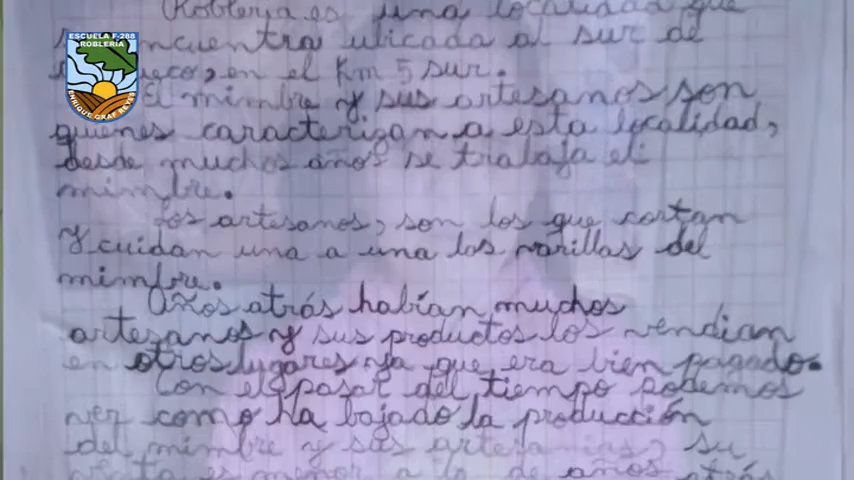 Roblería es una localidad que
se encuentra ubicada al sur de
en el Km 5 sur.
El mimbre y sus artesanos son
quienes caracterizan a esta localidad,
desde muchos años se trabaja el
mimbre.
Los artesanos, son los que cortan
y cuidan una a una las varillas del
mimbre.
Años atrás habían muchos
artesanos y sus productos los vendian
en otros lugares ya que era bien pagado.
Con el pasar del tiempo podemos
ver como ha bajado la producción
del mimbre y sus artesanias, su
es menor a la de años atrás
ESCUELA F-288
ROBLERÍA
ENRIQUE GRAF REYES